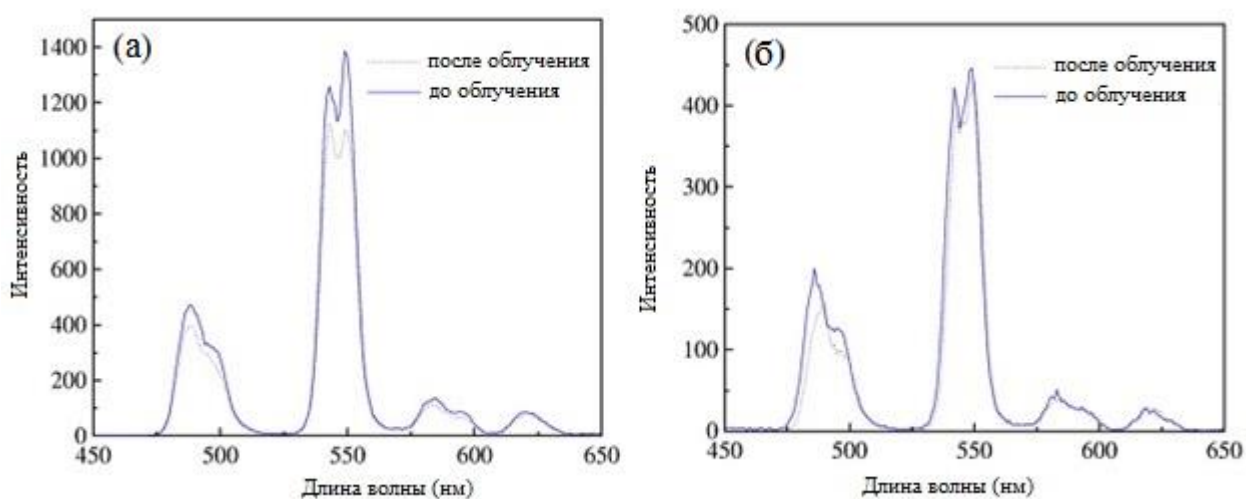 (а)
после облучения
до облучения
1400
1200
1000
800
600
400
200
0
Интенсивность
450 500 550 600 650
Длина волны (нм)
(б)
после облучения
до облучения
500
400
300
200
100
0
Интенсивность
450 500 550 600 650
Длина волны (нм)